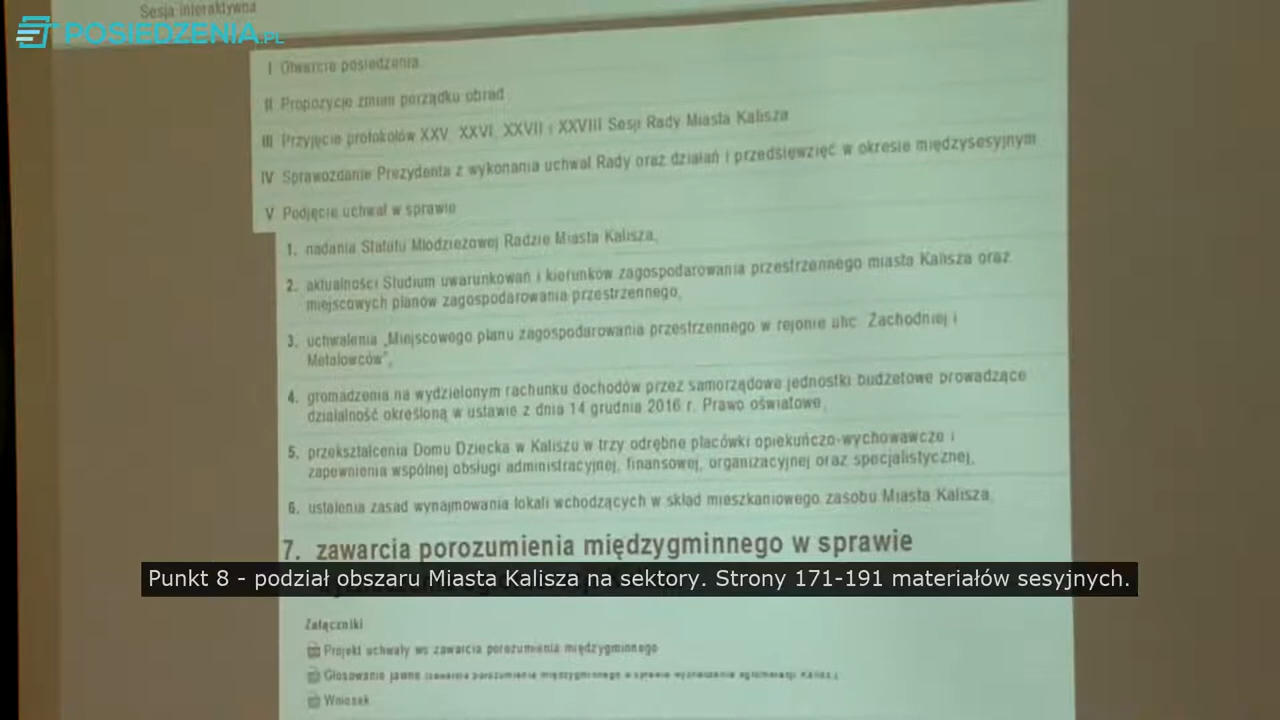 Sesja interaktywna
POSIEDZENIA.PL
I Otwarcie posiedzenia.
II Propozycje zmian porządku obrad
III Przyjęcie protokołów XXV, XXVI, XXVII i XXVIII Sesji Rady Miasta Kalisza
IV Sprawozdanie Prezydenta z wykonania uchwał Rady oraz działań i przedsięwzięć w okresie międzysesyjnym
V Podjęcie uchwał w sprawie
1. nadania Statutu Młodzieżowej Radzie Miasta Kalisza,
2. aktualności Studium uwarunkowań i kierunków zagospodarowania przestrzennego miasta Kalisza oraz
miejscowych planów zagospodarowania przestrzennego,
3. uchwalenia „Miejscowego planu zagospodarowania przestrzennego w rejonie ulic: Zachodniej i
Metalowców”,
4. gromadzenia na wydzielonym rachunku dochodów przez samorządowe jednostki budżetowe prowadzące
działalność określoną w ustawie z dnia 14 grudnia 2016 r. Prawo oświatowe,
5. przekształcenia Domu Dziecka w Kaliszu w trzy odrębne placówki opiekuńczo-wychowawcze i
zapewnienia wspólnej obsługi administracyjnej, finansowej, organizacyjnej oraz specjalistycznej,
6. ustalenia zasad wynajmowania lokali wchodzących w skład mieszkaniowego zasobu Miasta Kalisza,
7. zawarcia porozumienia międzygminnego w sprawie
Punkt 8 - podział obszaru Miasta Kalisza na sektory. Strony 171-191 materiałów sesyjnych.
Załączniki
Projekt uchwały ws zawarcia porozumienia międzygminnego
Głosowanie jawne (zawarcia porozumienia międzygminnego w sprawie wyznaczenia aglomeracji Kalisz)
Wniosek